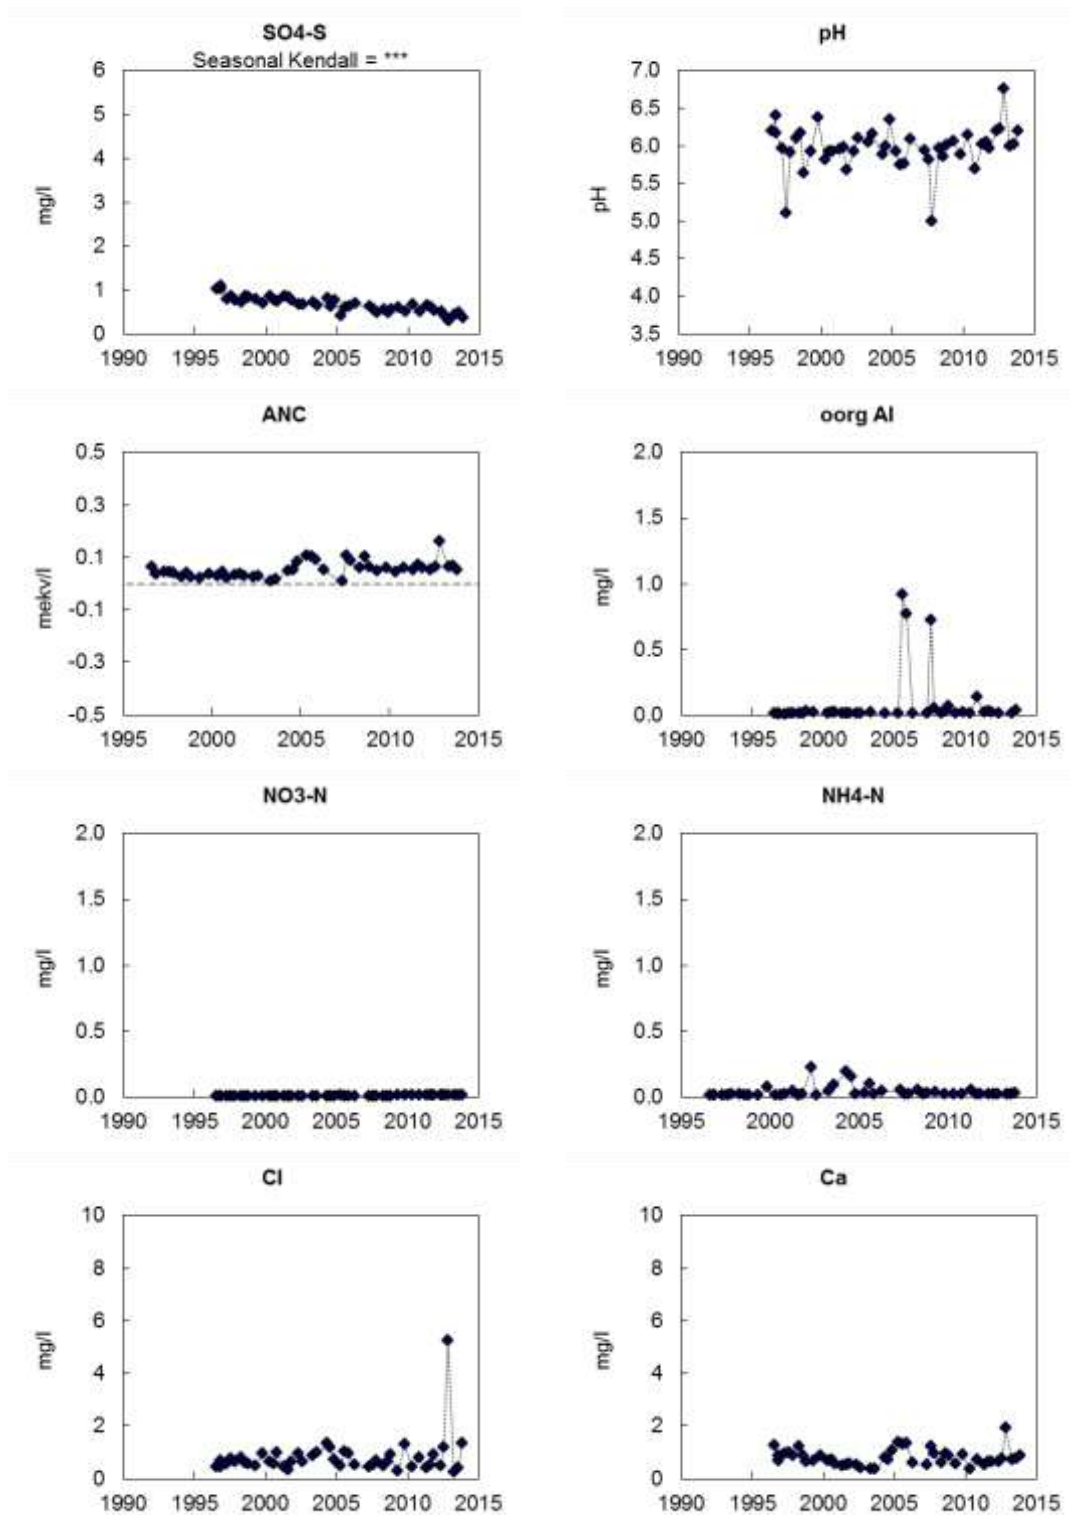 SO4-S
Seasonal Kendall = ***
6
5
4
3
2
1
0
mg/l
1990 1995 2000 2005 2010 2015
pH
7.0
6.5
6.0
5.5
5.0
4.5
4.0
3.5
pH
1990 1995 2000 2005 2010 2015
ANC
0.5
0.3
0.1
-0.1
-0.3
-0.5
mekv/l
1995 2000 2005 2010 2015
oorg Al
2.0
1.5
1.0
0.5
0.0
mg/l
1990 1995 2000 2005 2010 2015
NO3-N
2.0
1.5
1.0
0.5
0.0
mg/l
1990 1995 2000 2005 2010 2015
NH4-N
2.0
1.5
1.0
0.5
0.0
mg/l
1995 2000 2005 2010 2015
Cl
10
8
6
4
2
0
mg/l
1990 1995 2000 2005 2010 2015
Ca
10
8
6
4
2
0
mg/l
1990 1995 2000 2005 2010 2015